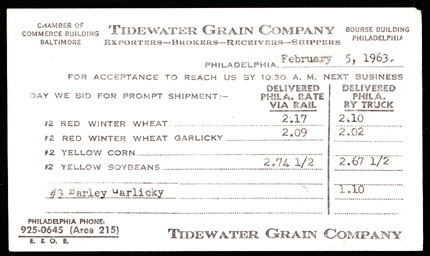 CHAMBER OF
COMMERCE BUILDING
BALTIMORE
TIDEWATER GRAIN COMPANY
EXPORTERS—BROKERS—RECEIVERS—SHIPPERS
BOURSE BUILDING
PHILADELPHIA
PHILADELPHIA, February 5, 1963.
FOR ACCEPTANCE TO REACH US BY 10.30 A. M. NEXT BUSINESS
DAY WE BID FOR PROMPT SHIPMENT:-
DELIVERED
PHILA. RATE
VIA RAIL
DELIVERED
PHILA.
BY TRUCK
#2 RED WINTER WHEAT 2.17 2.10
#2 RED WINTER WHEAT GARLICKY 2.09 2.02
#2 YELLOW CORN
#2 YELLOW SOYBEANS 2.74 1/2 2.67 1/2
#3 Barley Garlicky 1.10
PHILADELPHIA PHONE:
925-0645 (Area 215)
E. & O. E.
TIDEWATER GRAIN COMPANY